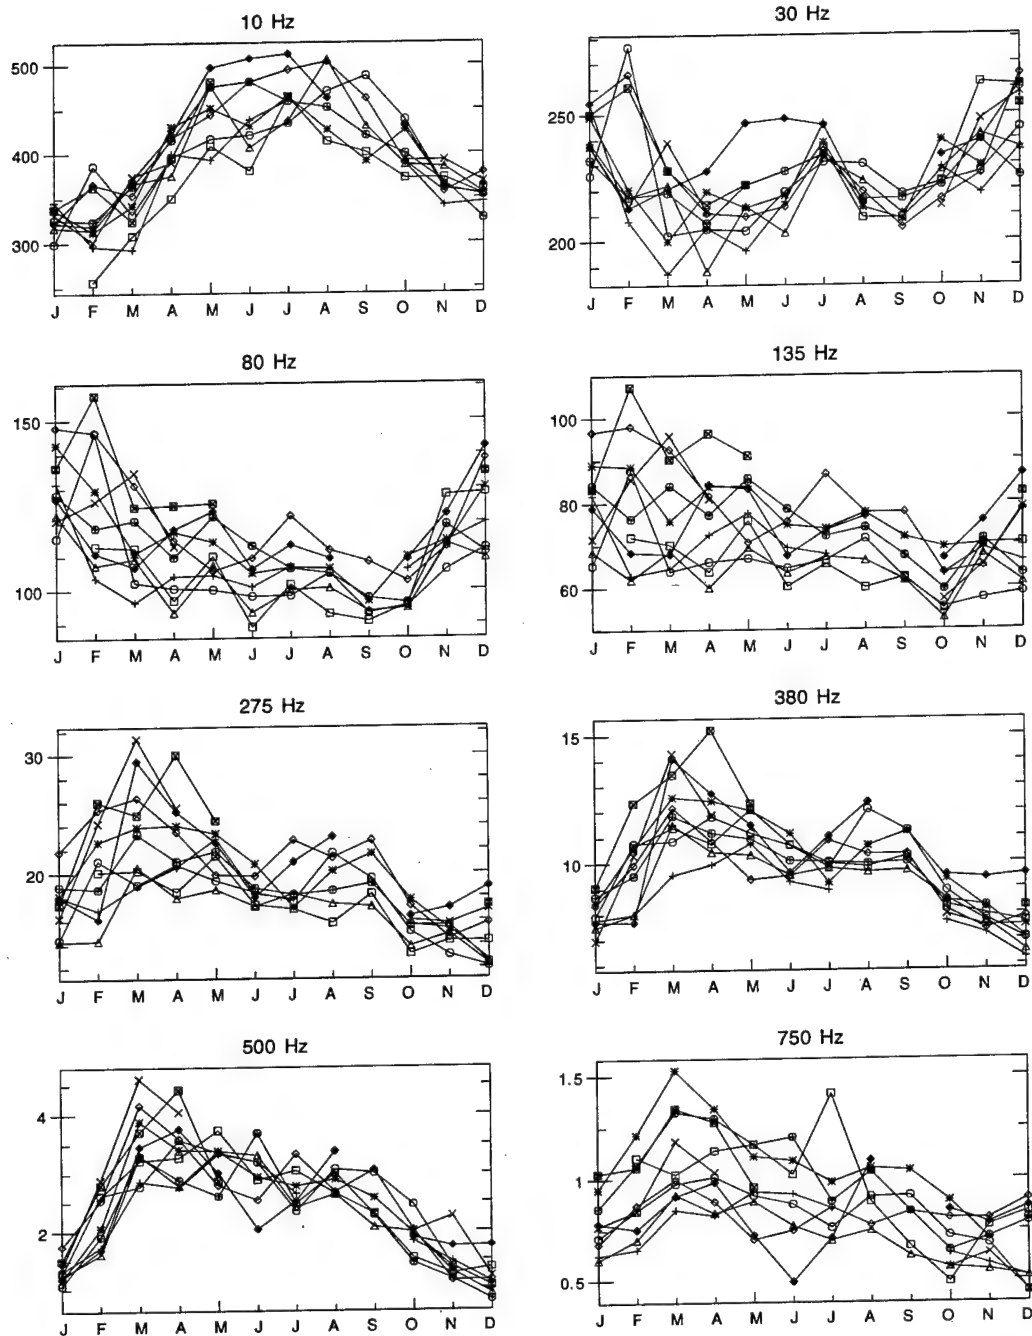 10 Hz
30 Hz
500
400
300
250
200
J F M A M J J A S O N D
J F M A M J J A S O N D
80 Hz
135 Hz
150
100
100
80
60
J F M A M J J A S O N D
J F M A M J J A S O N D
275 Hz
380 Hz
30
20
15
10
J F M A M J J A S O N D
J F M A M J J A S O N D
500 Hz
750 Hz
4
2
1.5
1
0.5
J F M A M J J A S O N D
J F M A M J J A S O N D